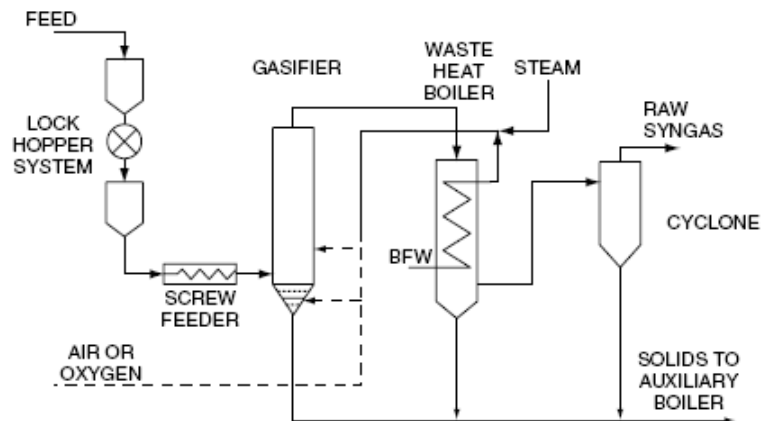 FEED
GASIFIER
WASTE
HEAT
BOILER
STEAM
RAW
SYNGAS
LOCK
HOPPER
SYSTEM
CYCLONE
BFW
SCREW
FEEDER
AIR OR
OXYGEN
SOLIDS TO
AUXILIARY
BOILER